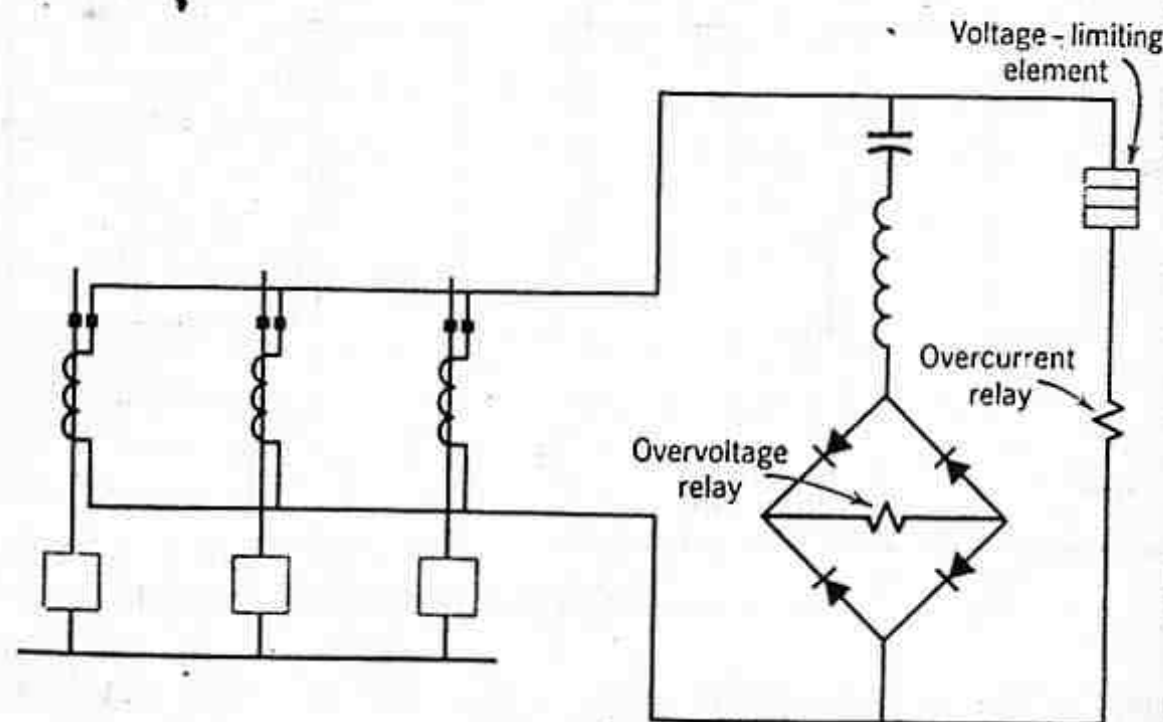 Voltage - limiting
element
Overcurrent
relay
Overvoltage
relay